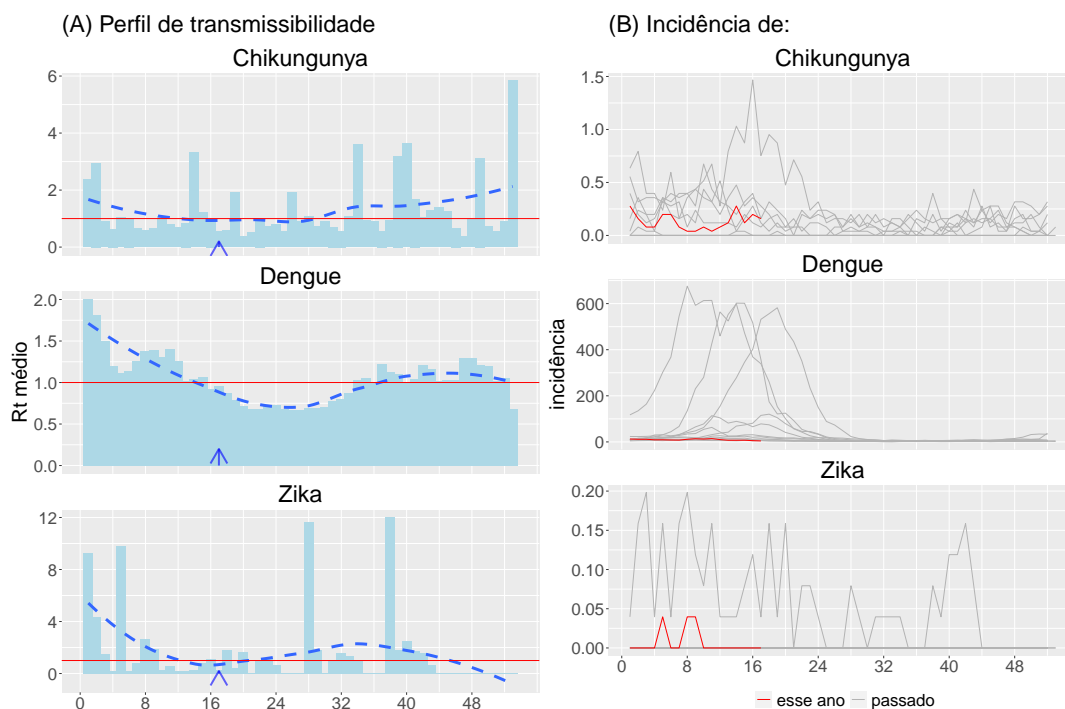 (A) Perfil de transmissibilidade
Chikungunya
6
4
2
0
Dengue
2.0
1.5
1.0
0.5
0.0
Rt médio
Zika
12
8
4
0
0 8 16 24 32 40 48
(B) Incidência de:
Chikungunya
1.5
1.0
0.5
0.0
Dengue
600
400
200
0
incidência
Zika
0.20
0.15
0.10
0.05
0.00
0 8 16 24 32 40 48
esse ano passado